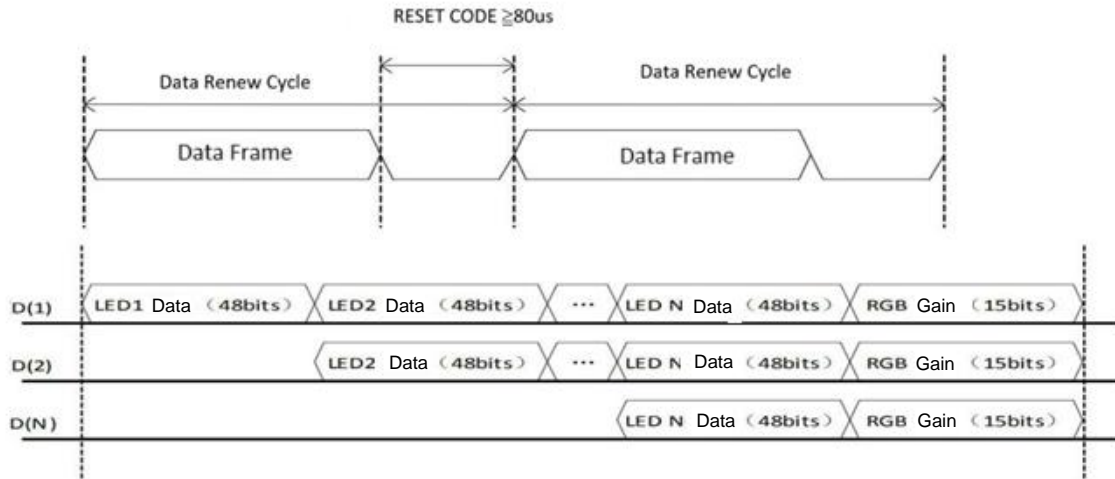 RESET CODE ≧80us
Data Renew Cycle
Data Renew Cycle
Data Frame
Data Frame
D(1) LED1 Data （48bits） LED2 Data （48bits） ··· LED N Data （48bits） RGB Gain （15bits）
D(2) LED2 Data （48bits） ··· LED N Data （48bits） RGB Gain （15bits）
D(N) LED N Data （48bits） RGB Gain （15bits）